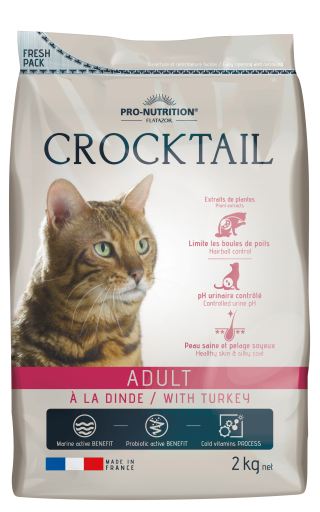 FRESH
PACK
PRO-NUTRITION®
FLATAZOR
CROCKTAIL
Extraits de plantes
Plant extracts
Limite les boules de poils
Hairball control
pH urinaire contrôlé
Controlled urine pH
Peau saine et pelage soyeux
Healthy skin & silky coat
ADULT
À LA DINDE / WITH TURKEY
Marine active BENEFIT
Probiotic active BENEFIT
Cold vitamins PROCESS
MADE IN
FRANCE
2 kg net